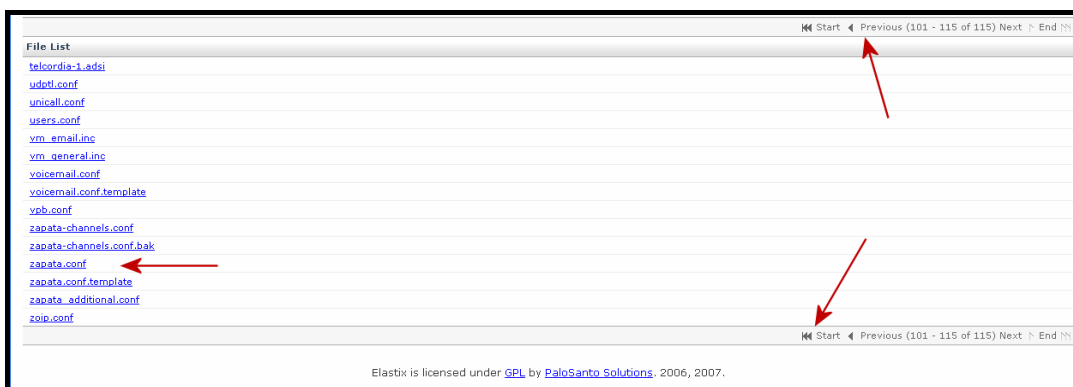 Start Previous (101 - 115 of 115) Next End
File List
telcordia-1.adsi
udptl.conf
unicall.conf
users.conf
vm_email.inc
vm_general.inc
voicemail.conf
voicemail.conf.template
vpb.conf
zapata-channels.conf
zapata-channels.conf.bak
zapata.conf
zapata.conf.template
zapata_additional.conf
zoip.conf
Start Previous (101 - 115 of 115) Next End
Elastix is licensed under GPL by PaloSanto Solutions. 2006, 2007.